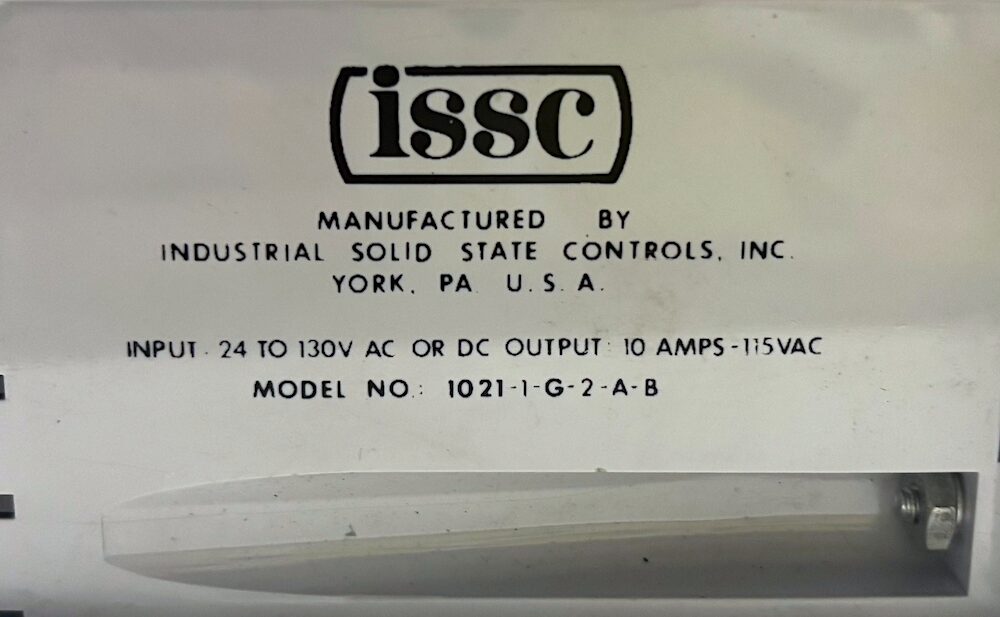 issc
MANUFACTURED BY
INDUSTRIAL SOLID STATE CONTROLS, INC.
YORK, PA. U. S. A.
INPUT: 24 TO 130V AC OR DC OUTPUT: 10 AMPS-115VAC
MODEL NO.: 1021-1-G-2-A-B